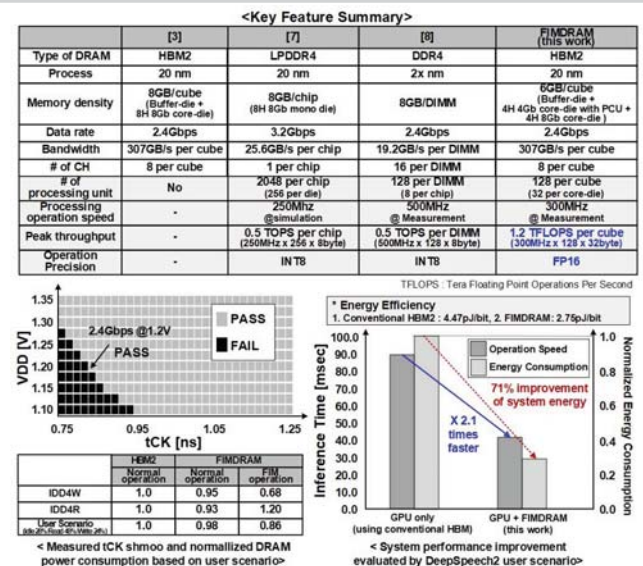 <Key Feature Summary>
[3] [7] [8] FIMDRAM (this work)
Type of DRAM HBM2 LPDDR4 DDR4 HBM2
Process 20 nm 20 nm 2x nm 20 nm
Memory density 8GB/cube (Buffer-die + 8H 8Gb core-die) 8GB/chip (8H 8Gb mono die) 8GB/DIMM 6GB/cube (Buffer-die + 4H 4Gb core-die with PCU + 4H 8Gb core-die )
Data rate 2.4Gbps 3.2Gbps 2.4Gbps 2.4Gbps
Bandwidth 307GB/s per cube 25.6GB/s per chip 19.2GB/s per DIMM 307GB/s per cube
# of CH 8 per cube 1 per chip 16 per DIMM 8 per cube
# of processing unit No 2048 per chip (256 per die) 128 per DIMM (8 per chip) 128 per cube (32 per core-die)
Processing operation speed - 250Mhz @simulation 500MHz @ Measurement 300MHz @ Measurement
Peak throughput - 0.5 TOPS per chip (250MHz x 256 x 8byte) 0.5 TOPS per DIMM (500MHz x 128 x 8byte) 1.2 TFLOPS per cube (300MHz x 128 x 32byte)
Operation Precision - INT8 INT8 FP16
TFLOPS : Tera Floating Point Operations Per Second
VDD [V]
1.35
1.30
1.25
1.20
1.15
1.10
2.4Gbps @1.2V
PASS
PASS
FAIL
0.75 0.95 1.05 1.25
tCK [ns]
HBM2 FIMDRAM
Normal operation Normal operation FIM operation
IDD4W 1.0 0.95 0.68
IDD4R 1.0 0.93 1.20
User Scenario 1.0 0.98 0.86
< Measured tCK shmoo and normallized DRAM
power consumption based on user scenario>
* Energy Efficiency
1. Conventional HBM2 : 4.47pJ/bit, 2. FIMDRAM: 2.75pJ/bit
Inference Time [msec]
100.0
90.0
80.0
70.0
60.0
50.0
40.0
30.0
20.0
10.0
0.0
Operation Speed
Energy Consumption
71% improvement
of system energy
X 2.1
times
faster
1.0
0.8
0.6
0.4
0.2
0.0
Normalized Energy Consumption
GPU only
(using conventional HBM)
GPU + FIMDRAM
(this work)
< System performance improvement
evaluated by DeepSpeech2 user scenario>